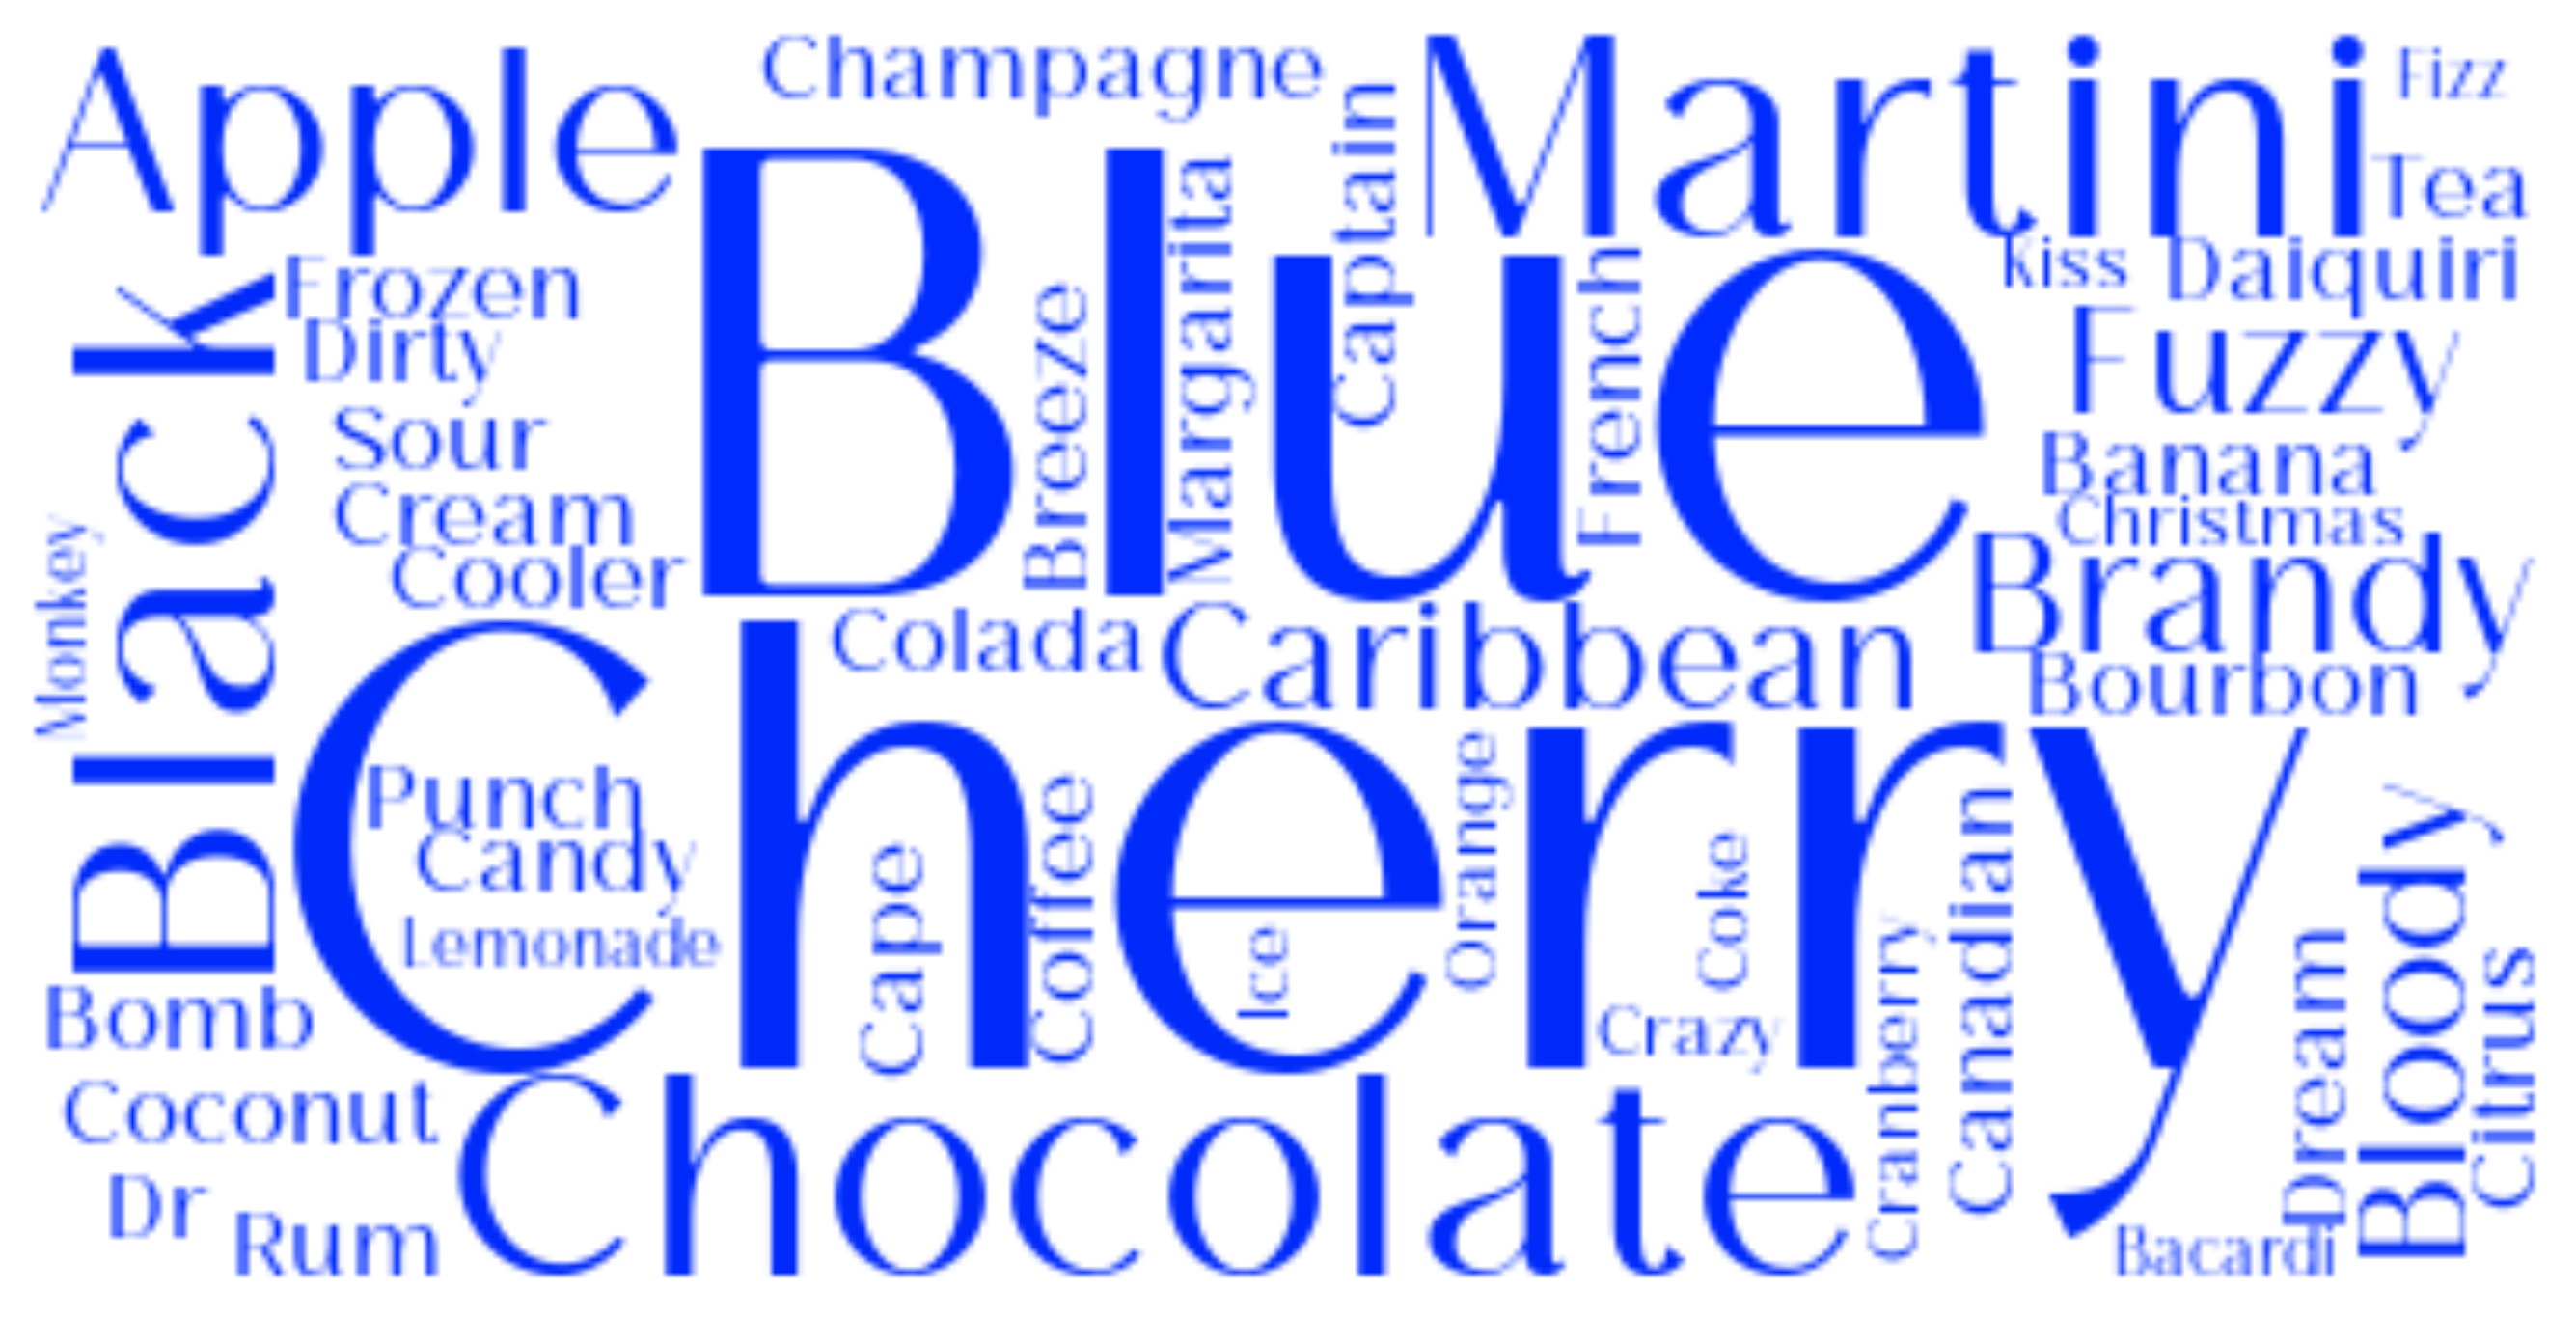 Apple
Champagne
Martini
Fizz
Tea
Captain
Blue
Margarita
Breeze
French
kiss
Daiquiri
Frozen
Dirty
Fuzzy
Sour
Banana
Cream
Christmas
Cooler
Brandy
Black
Monkey
Colada
Caribbean
Bourbon
Cherry
Punch
Candy
Lemonade
Cape
Coffee
Ice
Orange
Coke
Crazy
Cranberry
Canadian
Dream
Bloody
Citrus
Bomb
Coconut
Chocolate
Dr
Rum
Bacardi